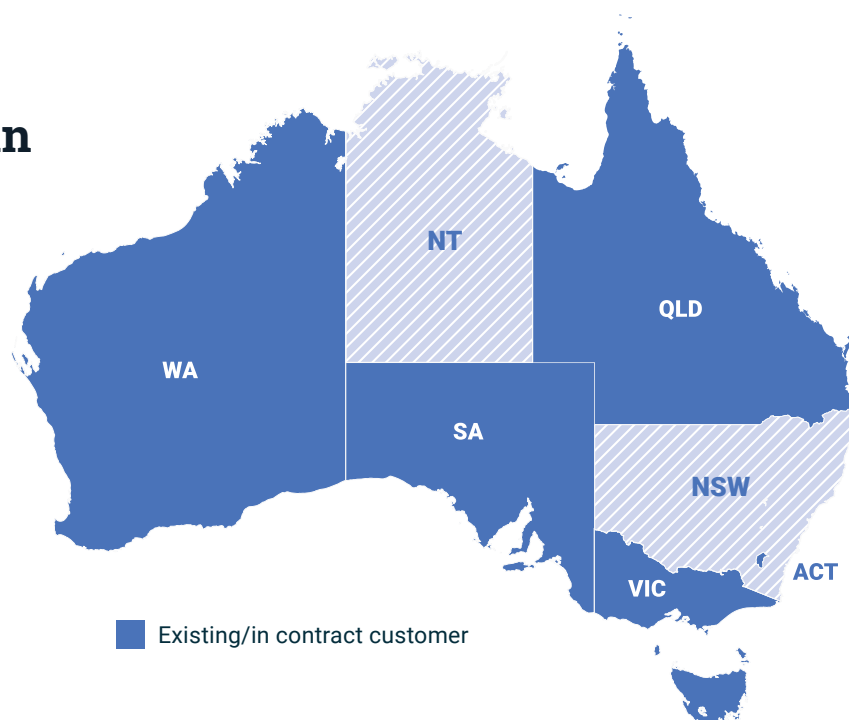 n
NT
QLD
WA
SA
NSW
ACT
VIC
Existing/in contract customer